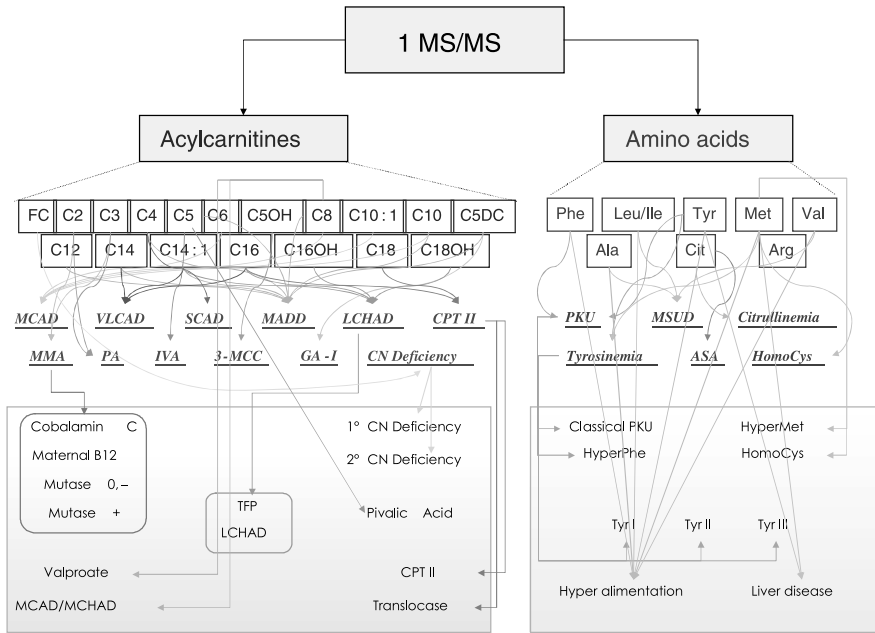 1 MS/MS
Acylcarnitines
Amino acids
FC C2 C3 C4 C5 C6 C5OH C8 C10 : 1 C10 C5DC
C12 C14 C14 : 1 C16 C16OH C18 C18OH
Phe Leu/Ile Tyr Met Val
Ala Cit Arg
MCAD VLCAD SCAD MADD LCHAD CPT II
MMA PA IVA 3-MCC GA - I CN Deficiency
PKU MSUD Citrullinemia
Tyrosinemia ASA HomoCys
Cobalamin C
Maternal B12
Mutase 0,–
Mutase +
TFP
LCHAD
1° CN Deficiency
2° CN Deficiency
Pivalic Acid
Valproate
MCAD/MCHAD
CPT II
Translocase
Classical PKU
HyperPhe
HyperMet
HomoCys
Tyr I Tyr II Tyr III
Hyper alimentation
Liver disease